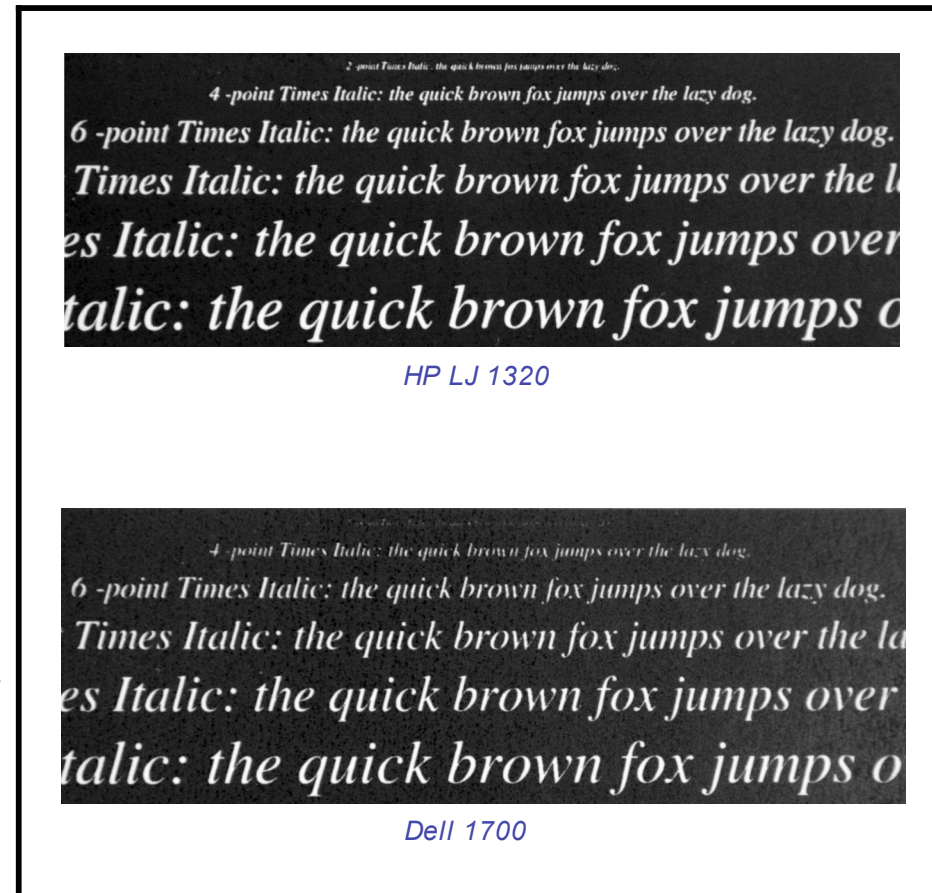 2 -point Times Italic: the quick brown fox jumps over the lazy dog.
4 -point Times Italic: the quick brown fox jumps over the lazy dog.
6 -point Times Italic: the quick brown fox jumps over the lazy dog.
Times Italic: the quick brown fox jumps over the l
es Italic: the quick brown fox jumps over
talic: the quick brown fox jumps o
HP LJ 1320
4 -point Times Italic: the quick brown fox jumps over the lazy dog.
6 -point Times Italic: the quick brown fox jumps over the lazy dog.
Times Italic: the quick brown fox jumps over the la
es Italic: the quick brown fox jumps over
talic: the quick brown fox jumps o
Dell 1700